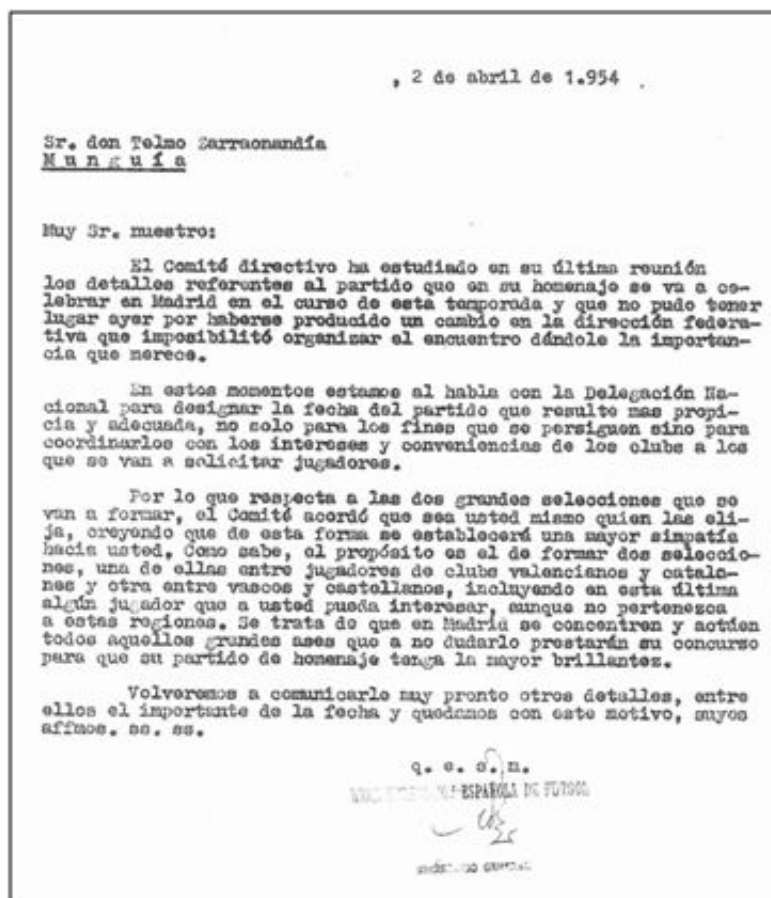 , 2 de abril de 1.954
Sr. don Telmo Zarraonandía
M u n g u í a
Muy Sr. nuestro:
El Comité directivo ha estudiado en su última reunión
los detalles referentes al partido que en su homenaje se va a ce-
lebrar en Madrid en el curso de esta temporada y que no pudo tener
lugar ayer por haberse producido un cambio en la dirección federa-
tiva que imposibilitó organizar el encuentro dándole la importan-
cia que merece.
En estos momentos estamos al habla con la Delegación Na-
cional para designar la fecha del partido que resulte mas propi-
cia y adecuada, no solo para los fines que se persiguen sino para
coordinarlos con los intereses y conveniencias de los clubs a los
que se van a solicitar jugadores.
Por lo que respecta a las dos grandes selecciones que se
van a formar, el Comité acordó que sea usted mismo quien las eli-
ja, creyendo que de esta forma se establecerá una mayor simpatía
hacia usted. Como sabe, el propósito es el de formar dos seleccio-
nes, una de ellas entre jugadores de clubs valencianos y catala-
nes y otra entre vascos y castellanos, incluyendo en esta última
algún jugador que a usted pueda interesar, aunque no pertenezca
a estas regiones. Se trata de que en Madrid se concentren y actúen
todos aquellos grandes ases que a no dudarlo prestarán su concurso
para que su partido de homenaje tenga la mayor brillantez.
Volveremos a comunicarle muy pronto otros detalles, entre
ellos el importante de la fecha y quedamos con este motivo, suyos
affmos. ss. ss.
q. e. s. m.
ESPAÑOLA DE FUTBOL